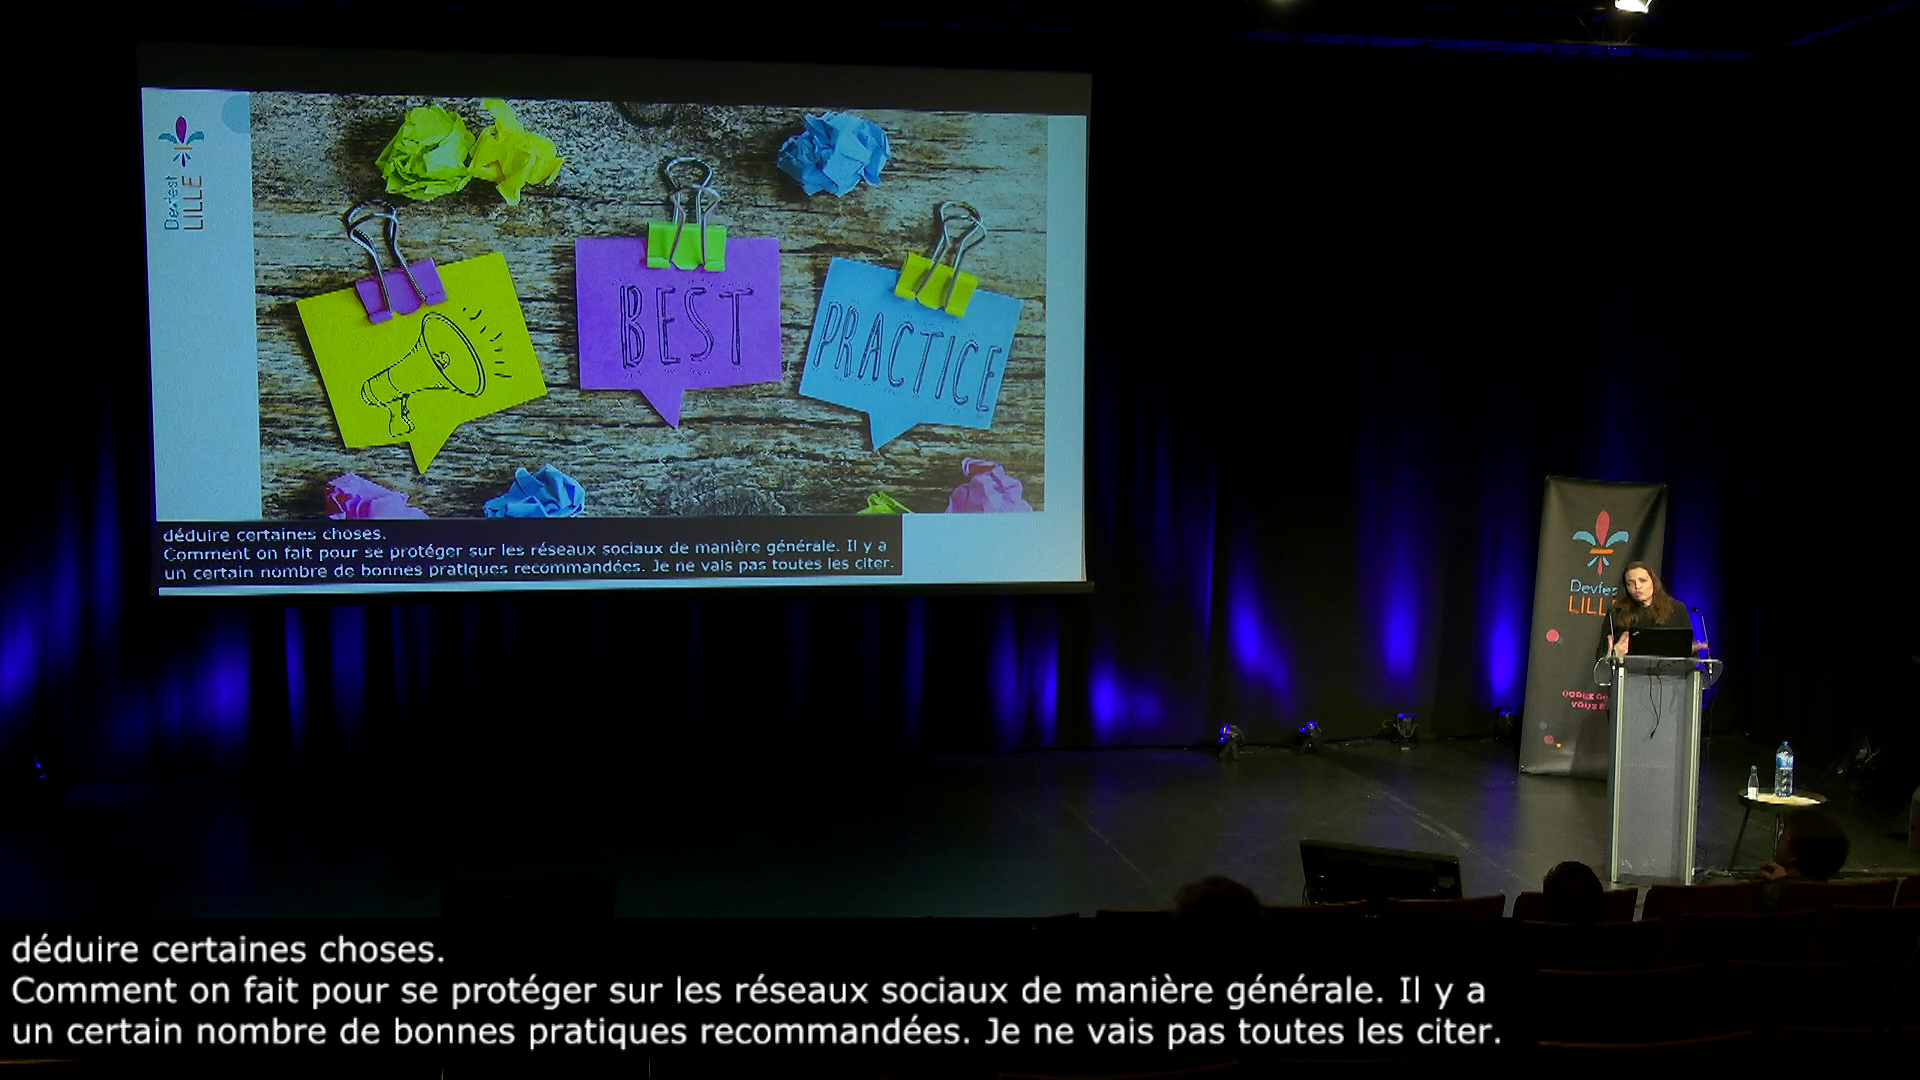 Devfest
LILLE
BEST
PRACTICE
déduire certaines choses.
Comment on fait pour se protéger sur les réseaux sociaux de manière générale. Il y a
un certain nombre de bonnes pratiques recommandées. Je ne vais pas toutes les citer.
Devfes
LILL
déduire certaines choses.
Comment on fait pour se protéger sur les réseaux sociaux de manière générale. Il y a
un certain nombre de bonnes pratiques recommandées. Je ne vais pas toutes les citer.